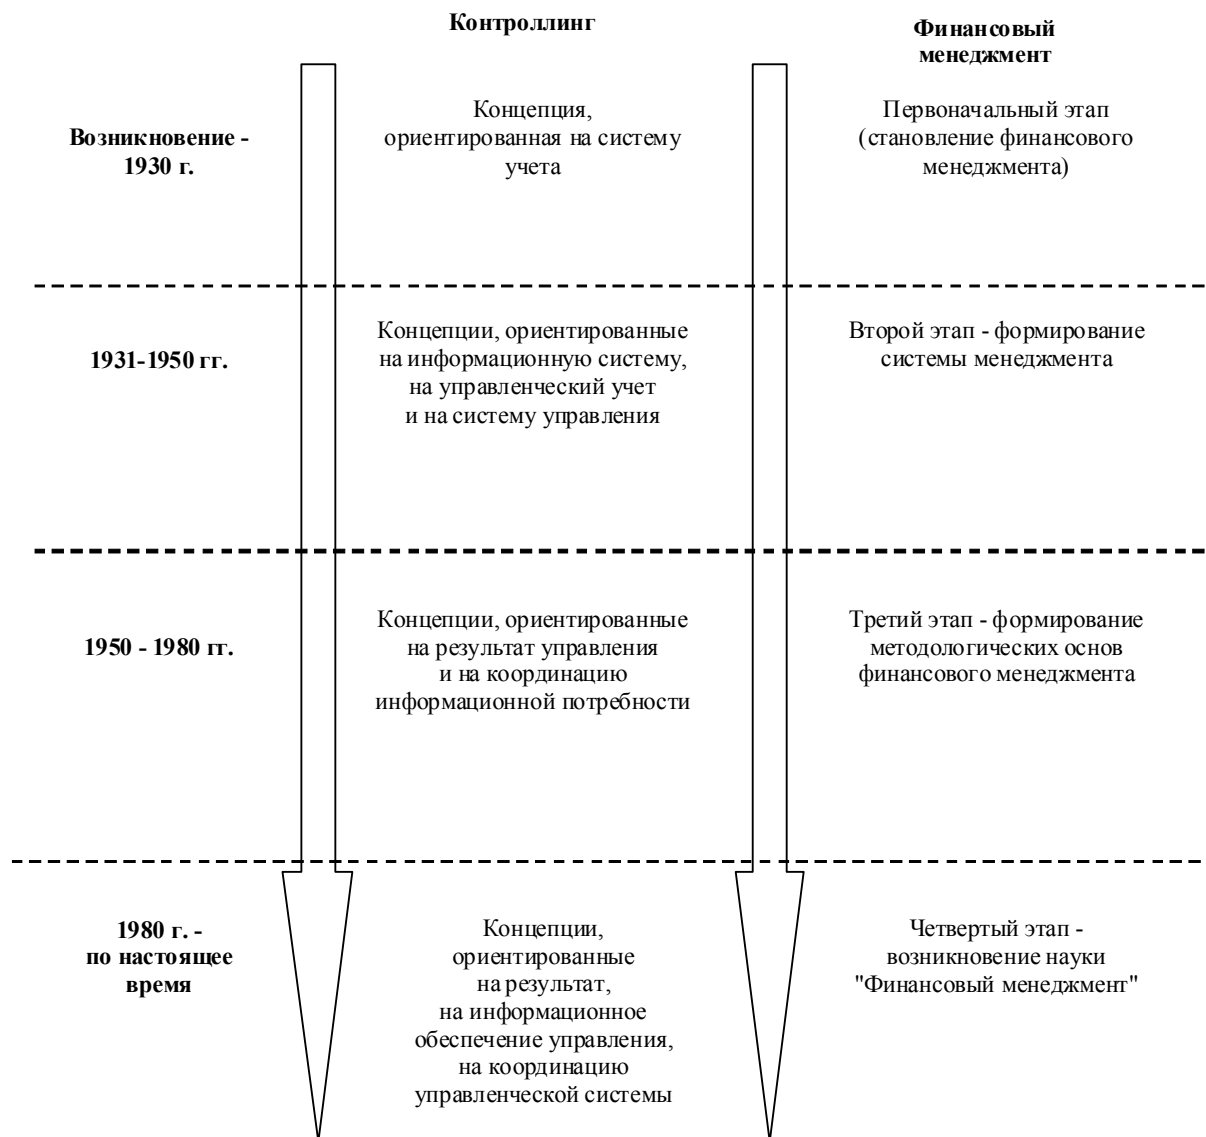 Контроллинг
Финансовый
менеджмент
Возникновение -
1930 г.
Концепция,
ориентированная на систему
учета
Первоначальный этап
(становление финансового
менеджмента)
1931-1950 гг.
Концепции, ориентированные
на информационную систему,
на управленческий учет
и на систему управления
Второй этап - формирование
системы менеджмента
1950 - 1980 гг.
Концепции, ориентированные
на результат управления
и на координацию
информационной потребности
Третий этап - формирование
методологических основ
финансового менеджмента
1980 г. -
по настоящее
время
Концепции,
ориентированные
на результат,
на информационное
обеспечение управления,
на координацию
управленческой системы
Четвертый этап -
возникновение науки
"Финансовый менеджмент"